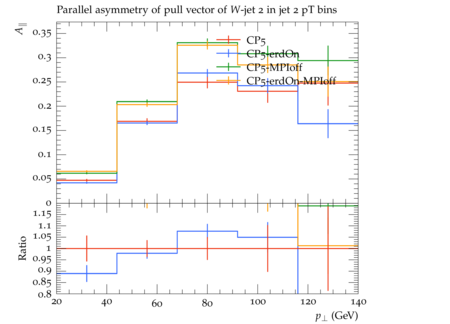 Parallel asymmetry of pull vector of W-jet 2 in jet 2 pT bins
A∥
0.35
0.3
0.25
0.2
0.15
0.1
0.05
0
CP5
CP5-erdOn
CP5-MPIoff
CP5-erdOn-MPIoff
Ratio
1.15
1.1
1.05
1
0.95
0.9
0.85
0.8
20 40 60 80 100 120 140
p⊥ (GeV)